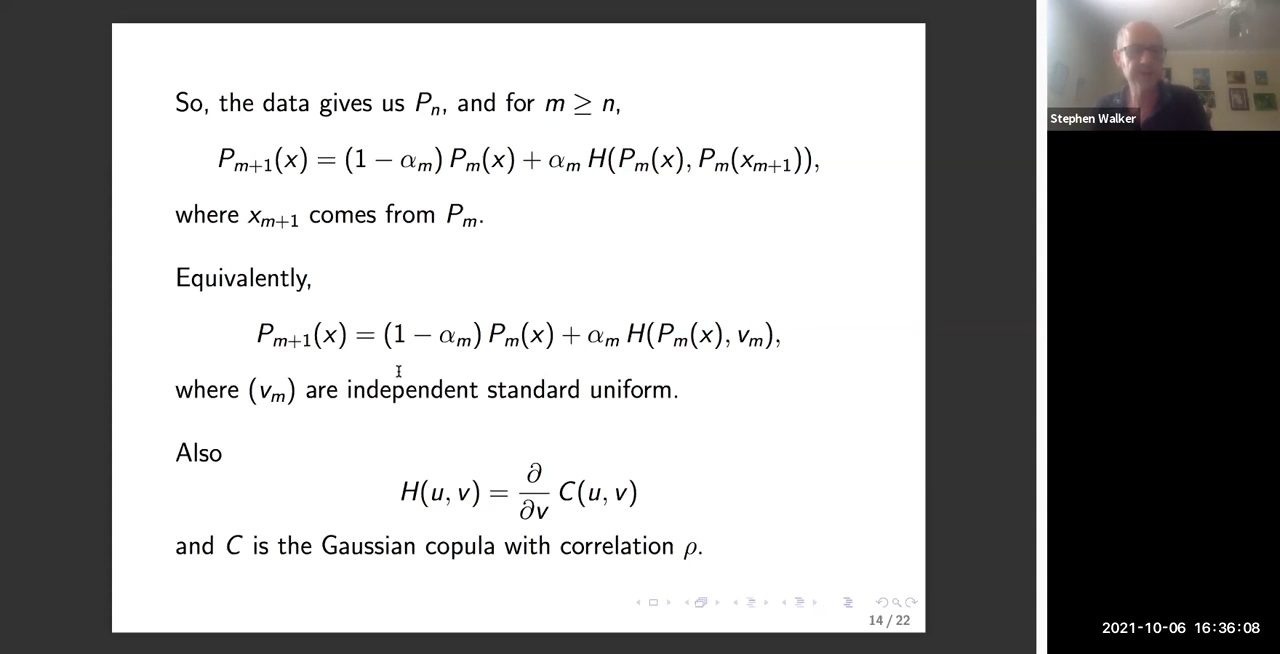 So, the data gives us Pₙ, and for m ≥ n,
Pₘ₊₁(x) = (1 − αₘ) Pₘ(x) + αₘ H(Pₘ(x), Pₘ(xₘ₊₁)),
where xₘ₊₁ comes from Pₘ.
Equivalently,
Pₘ₊₁(x) = (1 − αₘ) Pₘ(x) + αₘ H(Pₘ(x), vₘ),
where (vₘ) are independent standard uniform.
Also
H(u, v) = ∂/∂v C(u, v)
and C is the Gaussian copula with correlation ρ.
14 / 22
Stephen Walker
2021-10-06 16:36:08